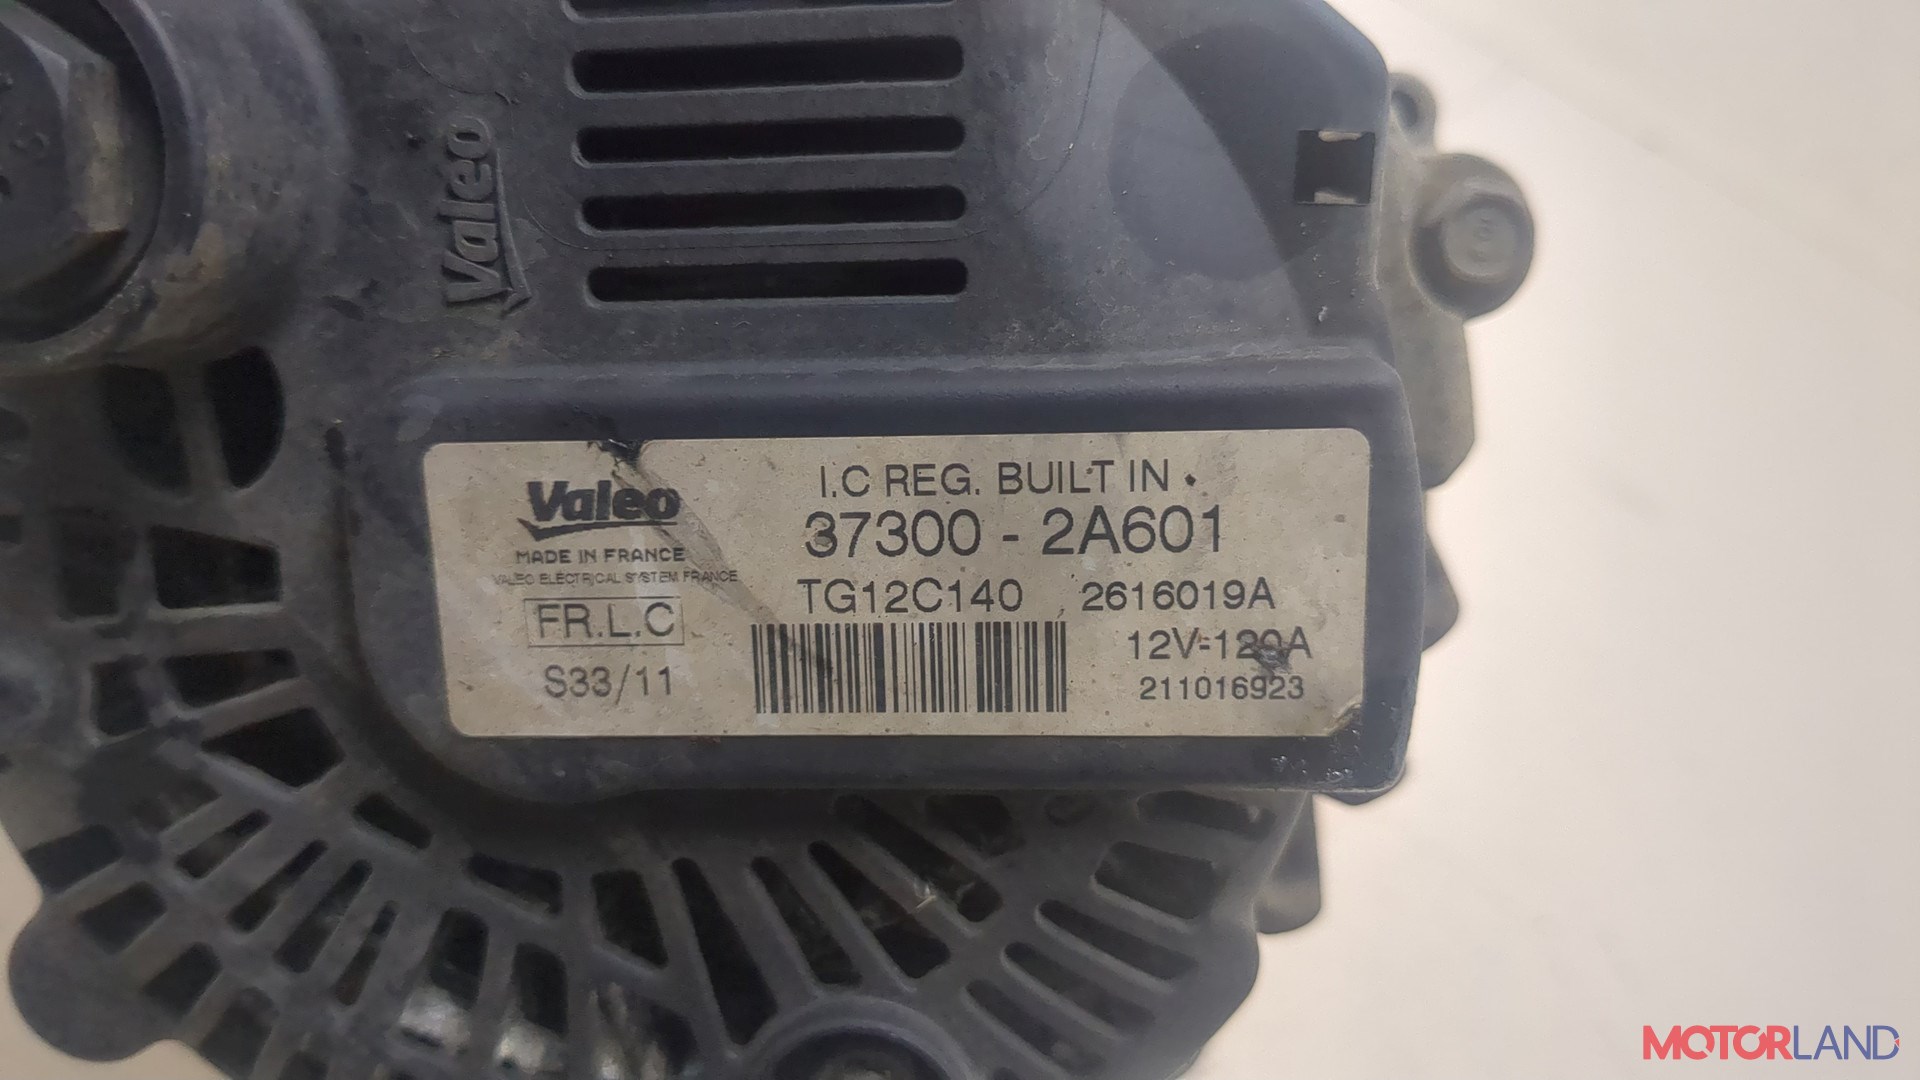 Valeo
Valeo
MADE IN FRANCE
VALEO ELECTRICAL SYSTEM FRANCE
FR.L.C
S33/11
I.C REG. BUILT IN
37300 - 2A601
TG12C140 2616019A
12V-120A
211016923
MOTORLAND